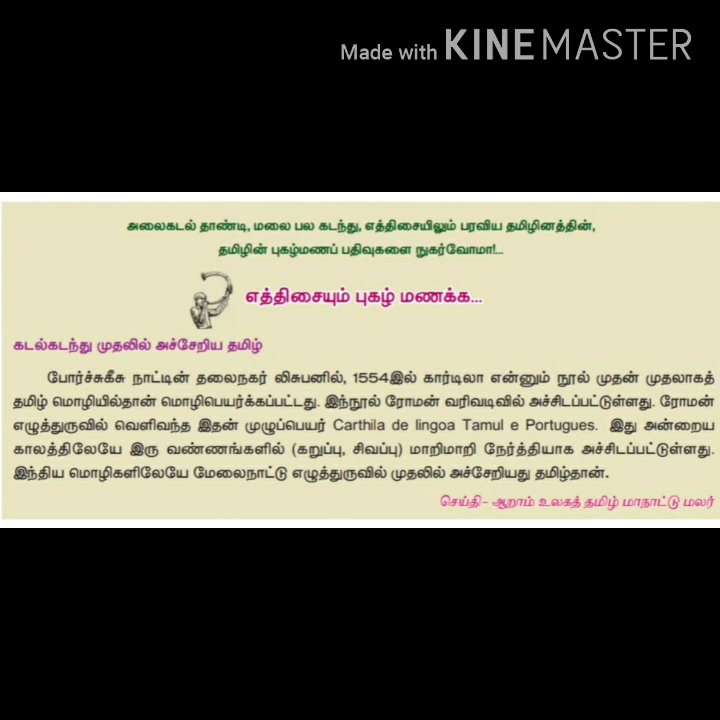 Made with KINEMASTER
அலைகடல் தாண்டி, மலை பல கடந்து, எத்திசையிலும் பரவிய தமிழினத்தின்,
தமிழின் புகழ்மணப் பதிவுகளை நுகர்வோமா!...
எத்திசையும் புகழ் மணக்க...
கடல்கடந்து முதலில் அச்சேறிய தமிழ்
போர்ச்சுகீசு நாட்டின் தலைநகர் லிசுபனில், 1554இல் கார்டிலா என்னும் நூல் முதன் முதலாகத்
தமிழ் மொழியில்தான் மொழிபெயர்க்கப்பட்டது. இந்நூல் ரோமன் வரிவடிவில் அச்சிடப்பட்டுள்ளது. ரோமன்
எழுத்துருவில் வெளிவந்த இதன் முழுப்பெயர் Carthila de lingoa Tamul e Portugues. இது அன்றைய
காலத்திலேயே இரு வண்ணங்களில் (கறுப்பு, சிவப்பு) மாறிமாறி நேர்த்தியாக அச்சிடப்பட்டுள்ளது.
இந்திய மொழிகளிலேயே மேலைநாட்டு எழுத்துருவில் முதலில் அச்சேறியது தமிழ்தான்.
செய்தி- ஆறாம் உலகத் தமிழ் மாநாட்டு மலர்